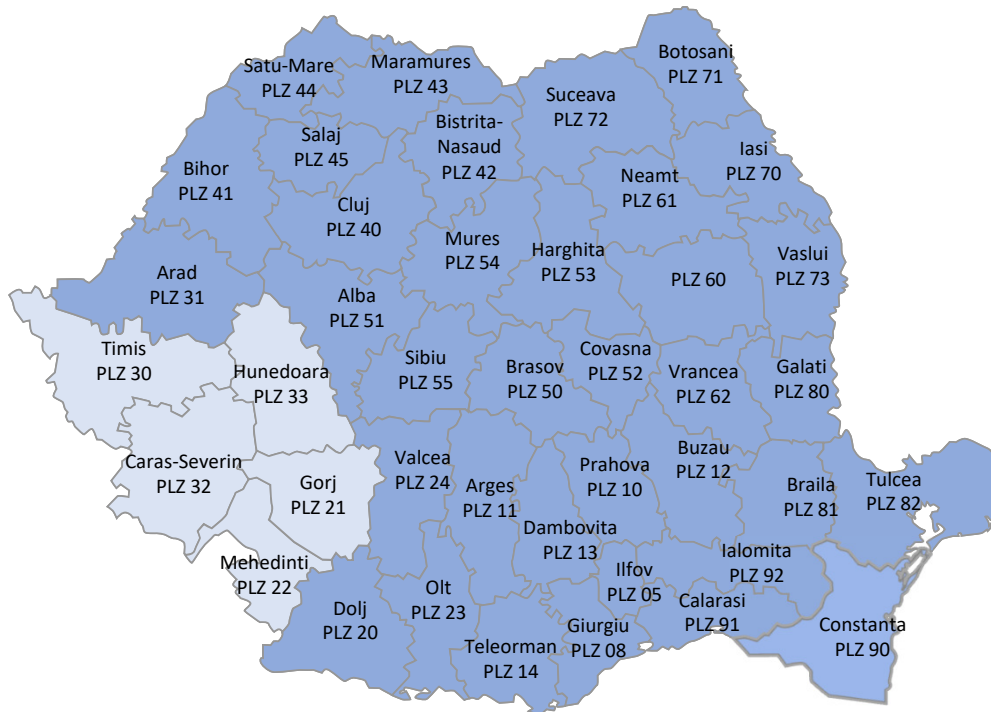 Botosani
PLZ 71
Satu-Mare
PLZ 44
Maramures
PLZ 43
Suceava
PLZ 72
Bistrita-
Nasaud
PLZ 42
Salaj
PLZ 45
Iasi
PLZ 70
Bihor
PLZ 41
Neamt
PLZ 61
Cluj
PLZ 40
Mures
PLZ 54
Harghita
PLZ 53
Vaslui
PLZ 73
Arad
PLZ 31
PLZ 60
Alba
PLZ 51
Timis
PLZ 30
Hunedoara
PLZ 33
Sibiu
PLZ 55
Brasov
PLZ 50
Covasna
PLZ 52
Vrancea
PLZ 62
Galati
PLZ 80
Caras-Severin
PLZ 32
Gorj
PLZ 21
Valcea
PLZ 24
Arges
PLZ 11
Prahova
PLZ 10
Buzau
PLZ 12
Braila
PLZ 81
Tulcea
PLZ 82
Dambovita
PLZ 13
Mehedinti
PLZ 22
Ilfov
PLZ 05
Ialomita
PLZ 92
Dolj
PLZ 20
Olt
PLZ 23
Calarasi
PLZ 91
Constanta
PLZ 90
Teleorman
PLZ 14
Giurgiu
PLZ 08